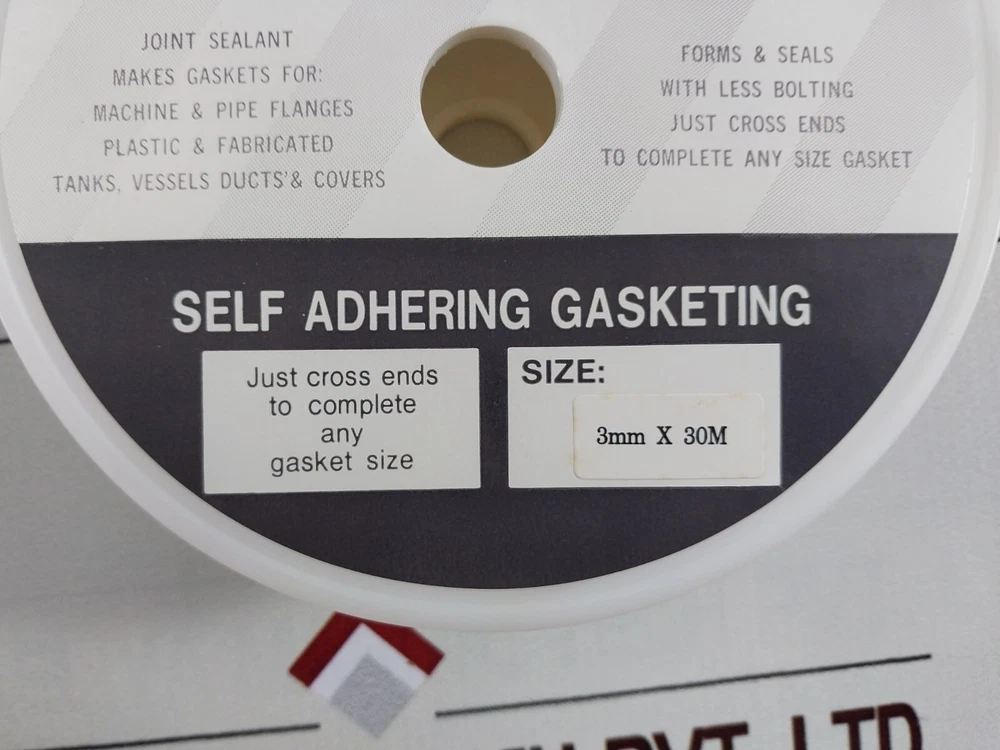 JOINT SEALANT
MAKES GASKETS FOR:
MACHINE & PIPE FLANGES
PLASTIC & FABRICATED
TANKS, VESSELS DUCTS'& COVERS
FORMS & SEALS
WITH LESS BOLTING
JUST CROSS ENDS
TO COMPLETE ANY SIZE GASKET
SELF ADHERING GASKETING
Just cross ends
to complete
any
gasket size
SIZE:
3mm X 30M
PVT. LTD